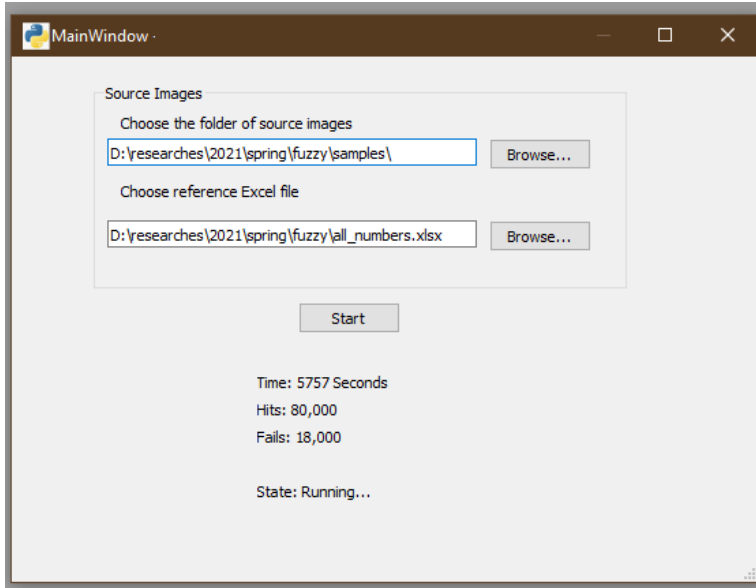 MainWindow
Source Images
Choose the folder of source images
D:\researches\2021\spring\fuzzy\samples\
Browse...
Choose reference Excel file
D:\researches\2021\spring\fuzzy\all_numbers.xlsx
Browse...
Start
Time: 5757 Seconds
Hits: 80,000
Fails: 18,000
State: Running...